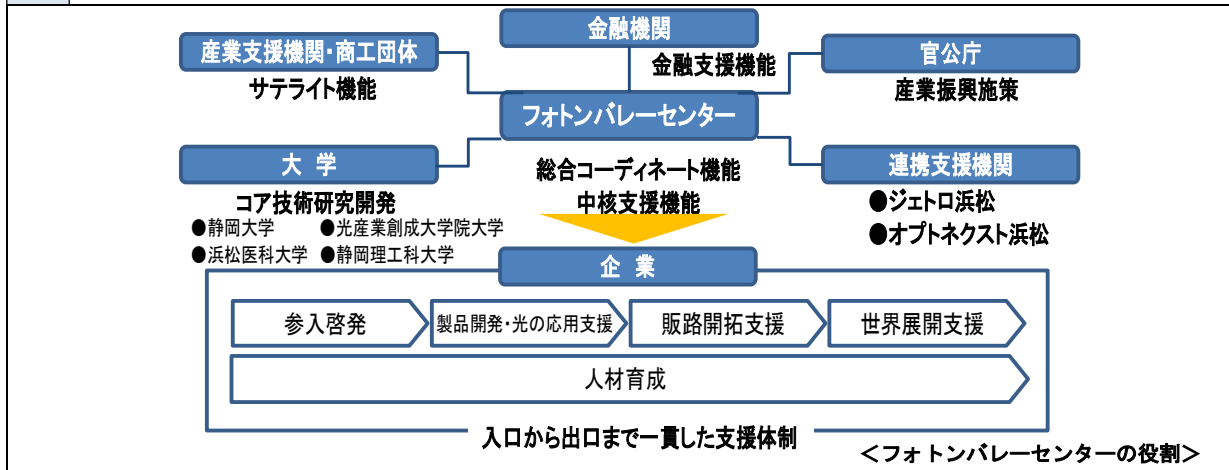 金融機関
産業支援機関・商工団体
官公庁
金融支援機能
サテライト機能
産業振興施策
フォトンバレーセンター
大 学
連携支援機関
総合コーディネート機能
中核支援機能
コア技術研究開発
●静岡大学 ●光産業創成大学院大学
●浜松医科大学 ●静岡理工科大学
●ジェトロ浜松
●オプトネクスト浜松
企 業
参入啓発
製品開発・光の応用支援
販路開拓支援
世界展開支援
人材育成
入口から出口まで一貫した支援体制
＜フォトンバレーセンターの役割＞